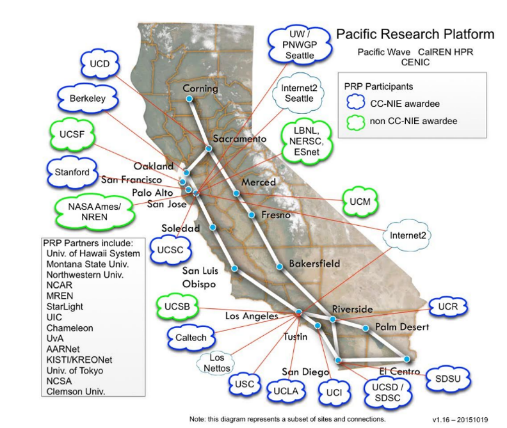 Pacific Research Platform
Pacific Wave CalREN HPR
CENIC
PRP Participants
CC-NIE awardee
non CC-NIE awardee
UW /
PNWGP
Seattle
UCD
Internet2
Seattle
Berkeley
Corning
UCSF
Sacramento
LBNL,
NERSC,
ESnet
Oakland
Stanford
San Francisco
Palo Alto
San Jose
Merced
UCM
NASA Ames/
NREN
Fresno
Soledad
UCSC
Internet2
PRP Partners include:
Univ. of Hawaii System
Montana State Univ.
Northwestern Univ.
NCAR
MREN
StarLight
UIC
Chameleon
UvA
AARNet
KISTI/KREONet
Univ. of Tokyo
NCSA
Clemson Univ.
San Luis
Obispo
Bakersfield
UCSB
Los Angeles
Riverside
UCR
Caltech
Tustin
Palm Desert
Los
Nettos
San Diego
El Centro
USC
UCLA
UCI
UCSD /
SDSC
SDSU
Note: this diagram represents a subset of sites and connections.
v1.16 – 20151019